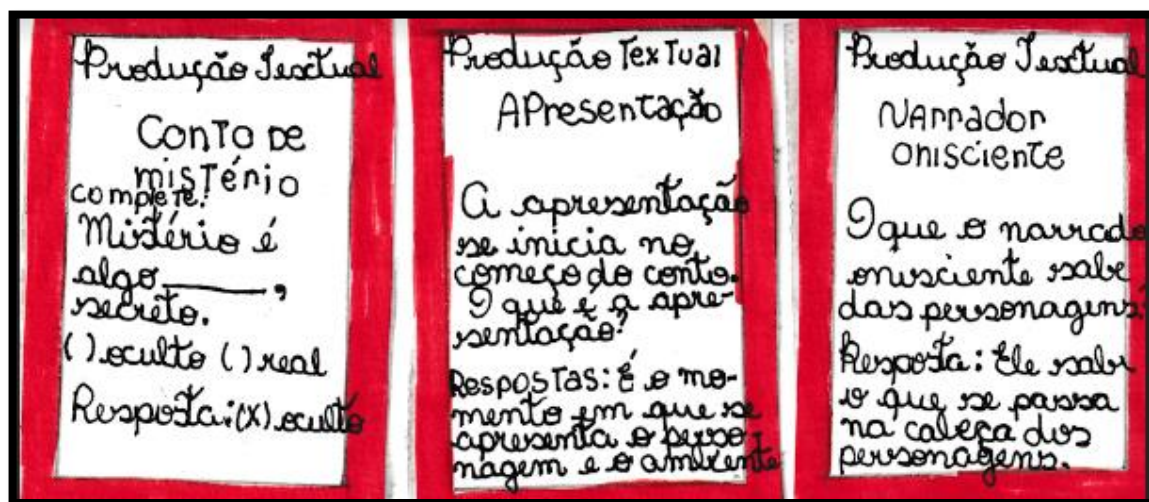 Produção Textual
Conto de
mistério
complete:
Mistério é
algo ______,
secreto.
( ) oculto ( ) real
Resposta: (X) oculto
Produção Textual
Apresentação
A apresentação
se inicia no
começo do conto.
O que é a apre-
sentação?
Respostas: É o mo-
mento em que se
apresenta o perso-
nagem e o ambiente
Produção Textual
Narrador
onisciente
O que o narrado
onisciente sabe
das personagens?
Resposta: Ele sabe
o que se passa
na cabeça dos
personagens.